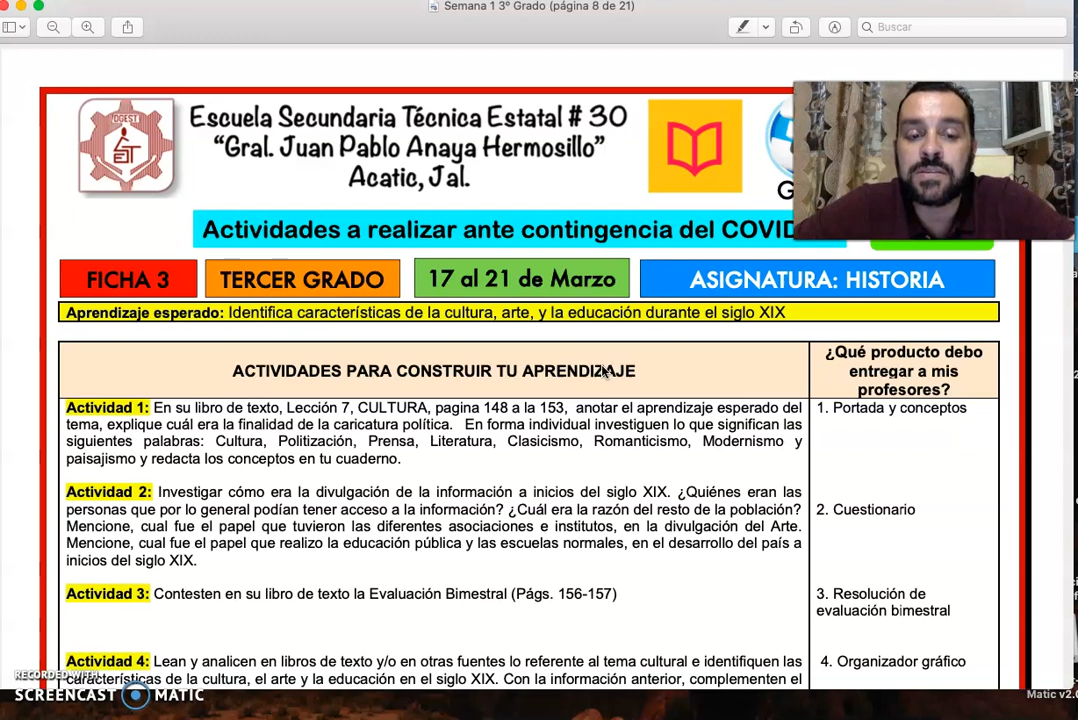 Semana 1 3º Grado (página 8 de 21)
Buscar
DGEST
Escuela Secundaria Técnica Estatal # 30
“Gral. Juan Pablo Anaya Hermosillo”
Acatic, Jal.
G
Actividades a realizar ante contingencia del COVID
FICHA 3
TERCER GRADO
17 al 21 de Marzo
ASIGNATURA: HISTORIA
Aprendizaje esperado: Identifica características de la cultura, arte, y la educación durante el siglo XIX
ACTIVIDADES PARA CONSTRUIR TU APRENDIZAJE
¿Qué producto debo
entregar a mis
profesores?
Actividad 1: En su libro de texto, Lección 7, CULTURA, pagina 148 a la 153, anotar el aprendizaje esperado del
tema, explique cuál era la finalidad de la caricatura política. En forma individual investiguen lo que significan las
siguientes palabras: Cultura, Politización, Prensa, Literatura, Clasicismo, Romanticismo, Modernismo y
paisajismo y redacta los conceptos en tu cuaderno.
1. Portada y conceptos
Actividad 2: Investigar cómo era la divulgación de la información a inicios del siglo XIX. ¿Quiénes eran las
personas que por lo general podían tener acceso a la información? ¿Cuál era la razón del resto de la población?
Mencione, cual fue el papel que tuvieron las diferentes asociaciones e institutos, en la divulgación del Arte.
Mencione, cual fue el papel que realizo la educación pública y las escuelas normales, en el desarrollo del país a
inicios del siglo XIX.
2. Cuestionario
Actividad 3: Contesten en su libro de texto la Evaluación Bimestral (Págs. 156-157)
3. Resolución de
evaluación bimestral
Actividad 4: Lean y analicen en libros de texto y/o en otras fuentes lo referente al tema cultural e identifiquen las
características de la cultura, el arte y la educación en el siglo XIX. Con la información anterior, complementen el
4. Organizador gráfico
RECORDED WITH
SCREENCAST MATIC
Matic v2.0